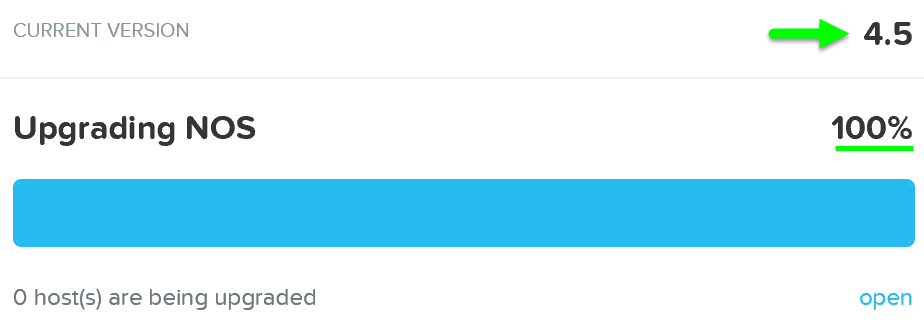 CURRENT VERSION 4.5
Upgrading NOS 100%
0 host(s) are being upgraded open